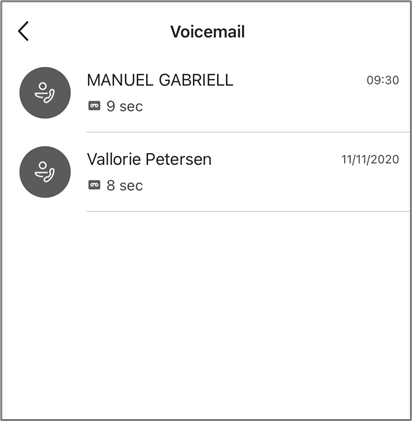 Voicemail
MANUEL GABRIELL 09:30
9 sec
Vallorie Petersen 11/11/2020
8 sec